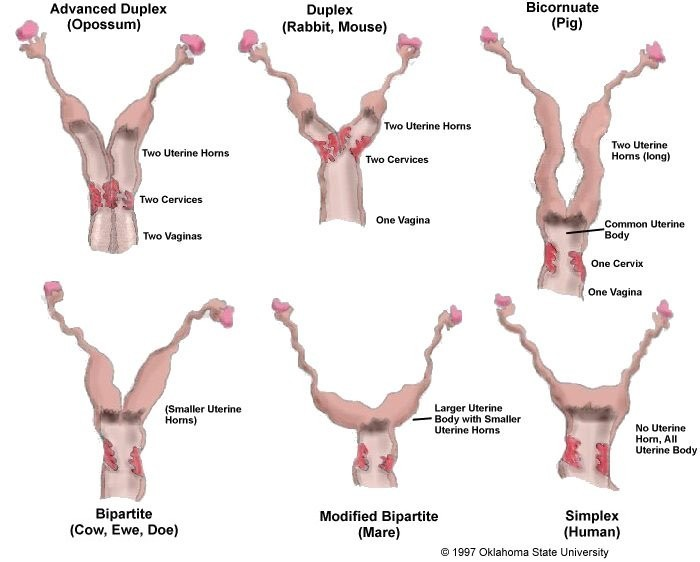 Advanced Duplex
(Opossum)
Duplex
(Rabbit, Mouse)
Bicornuate
(Pig)
Two Uterine Horns
Two Cervices
Two Vaginas
Two Uterine Horns
Two Cervices
One Vagina
Two Uterine
Horns (long)
Common Uterine
Body
One Cervix
One Vagina
(Smaller Uterine
Horns)
Larger Uterine
Body with Smaller
Uterine Horns
No Uterine
Horn, All
Uterine Body
Bipartite
(Cow, Ewe, Doe)
Modified Bipartite
(Mare)
Simplex
(Human)
© 1997 Oklahoma State University